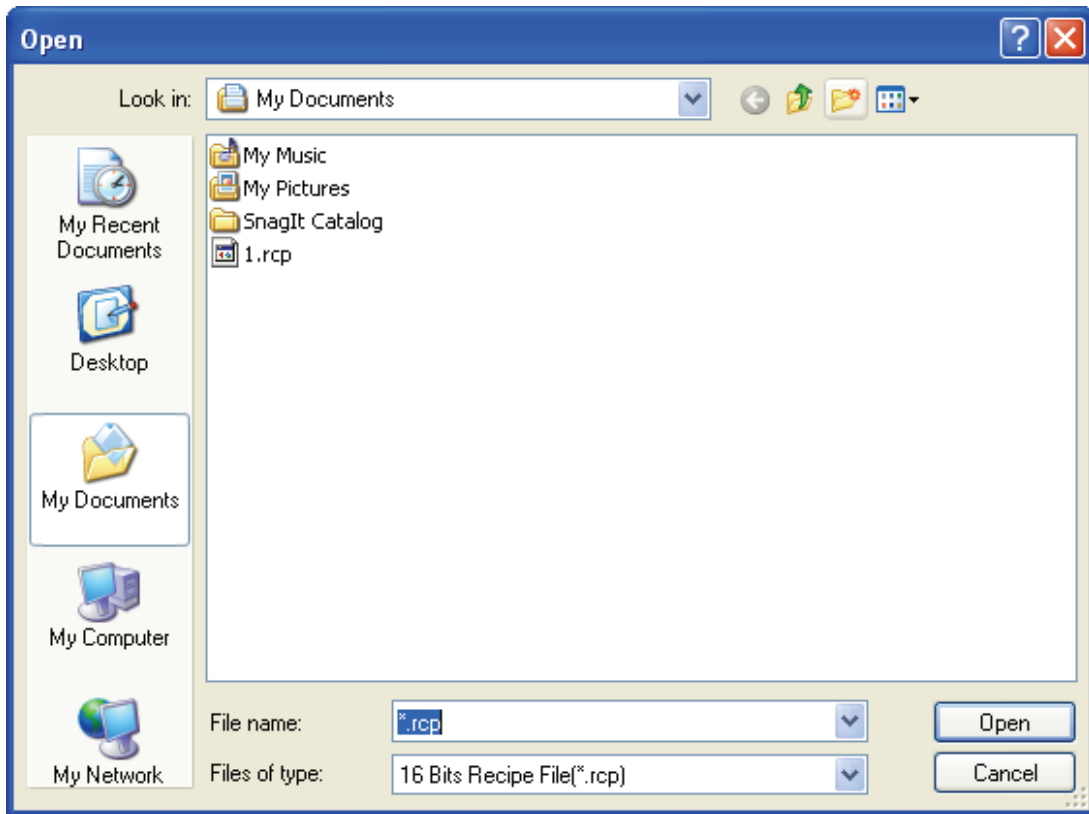 Open
Look in: My Documents
My Music
My Pictures
SnagIt Catalog
1.rcp
My Recent
Documents
Desktop
My Documents
My Computer
My Network
File name: *.rcp Open
Files of type: 16 Bits Recipe File(*.rcp) Cancel